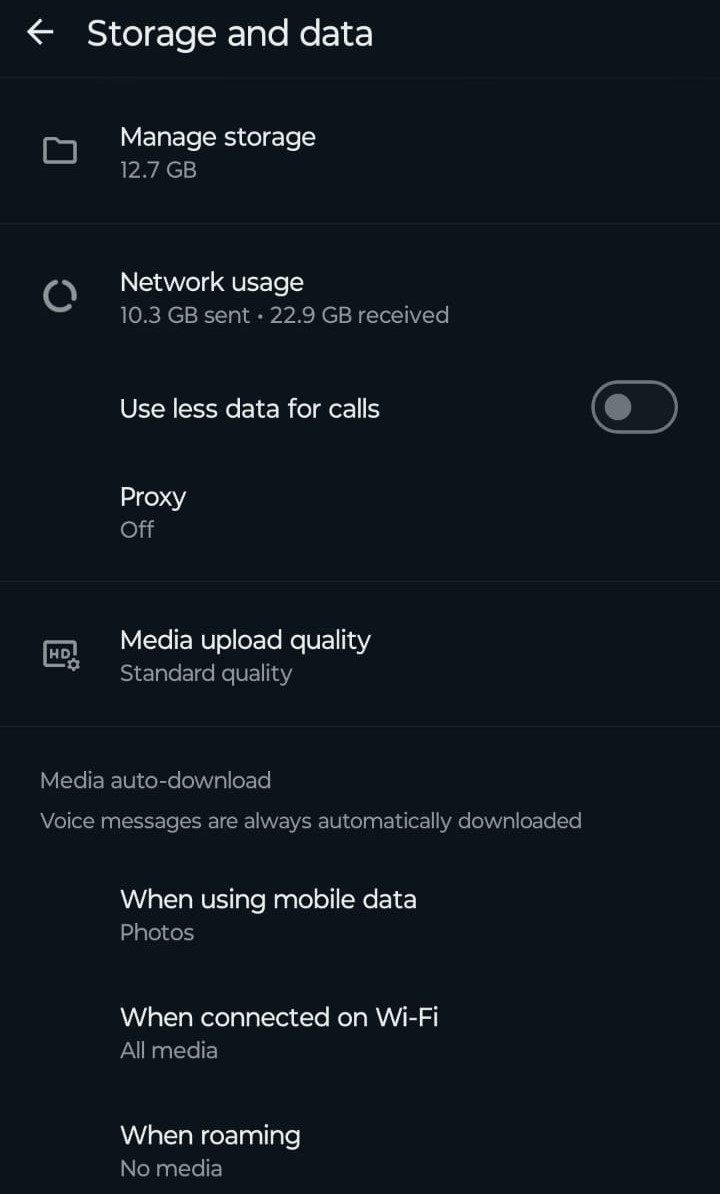 Storage and data
Manage storage
12.7 GB
Network usage
10.3 GB sent • 22.9 GB received
Use less data for calls
Proxy
Off
HD
Media upload quality
Standard quality
Media auto-download
Voice messages are always automatically downloaded
When using mobile data
Photos
When connected on Wi-Fi
All media
When roaming
No media